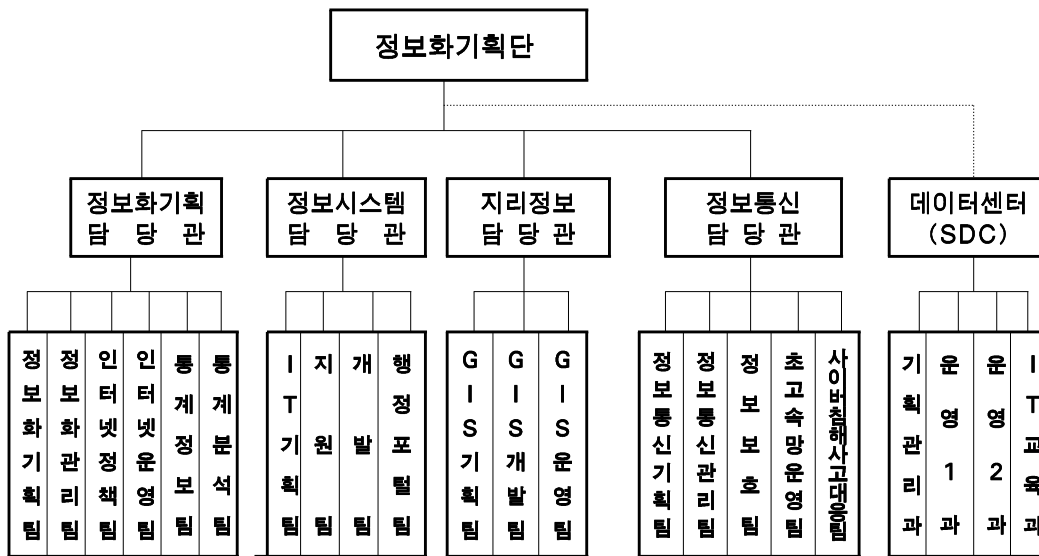 정보화기획단
정보화기획
담 당 관
정보시스템
담 당 관
지리정보
담 당 관
정보통신
담 당 관
데이터센터
(SDC)
정보화기획팀
정보화관리팀
인터넷정책팀
인터넷운영팀
통계정보팀
통계분석팀
IT기획팀
지원팀
개발팀
행정포털팀
GIS기획팀
GIS개발팀
GIS운영팀
정보통신기획팀
정보통신관리팀
정보보호팀
초고속망운영팀
사이버침해사고대응팀
기획관리과
운영1과
운영2과
IT교육과